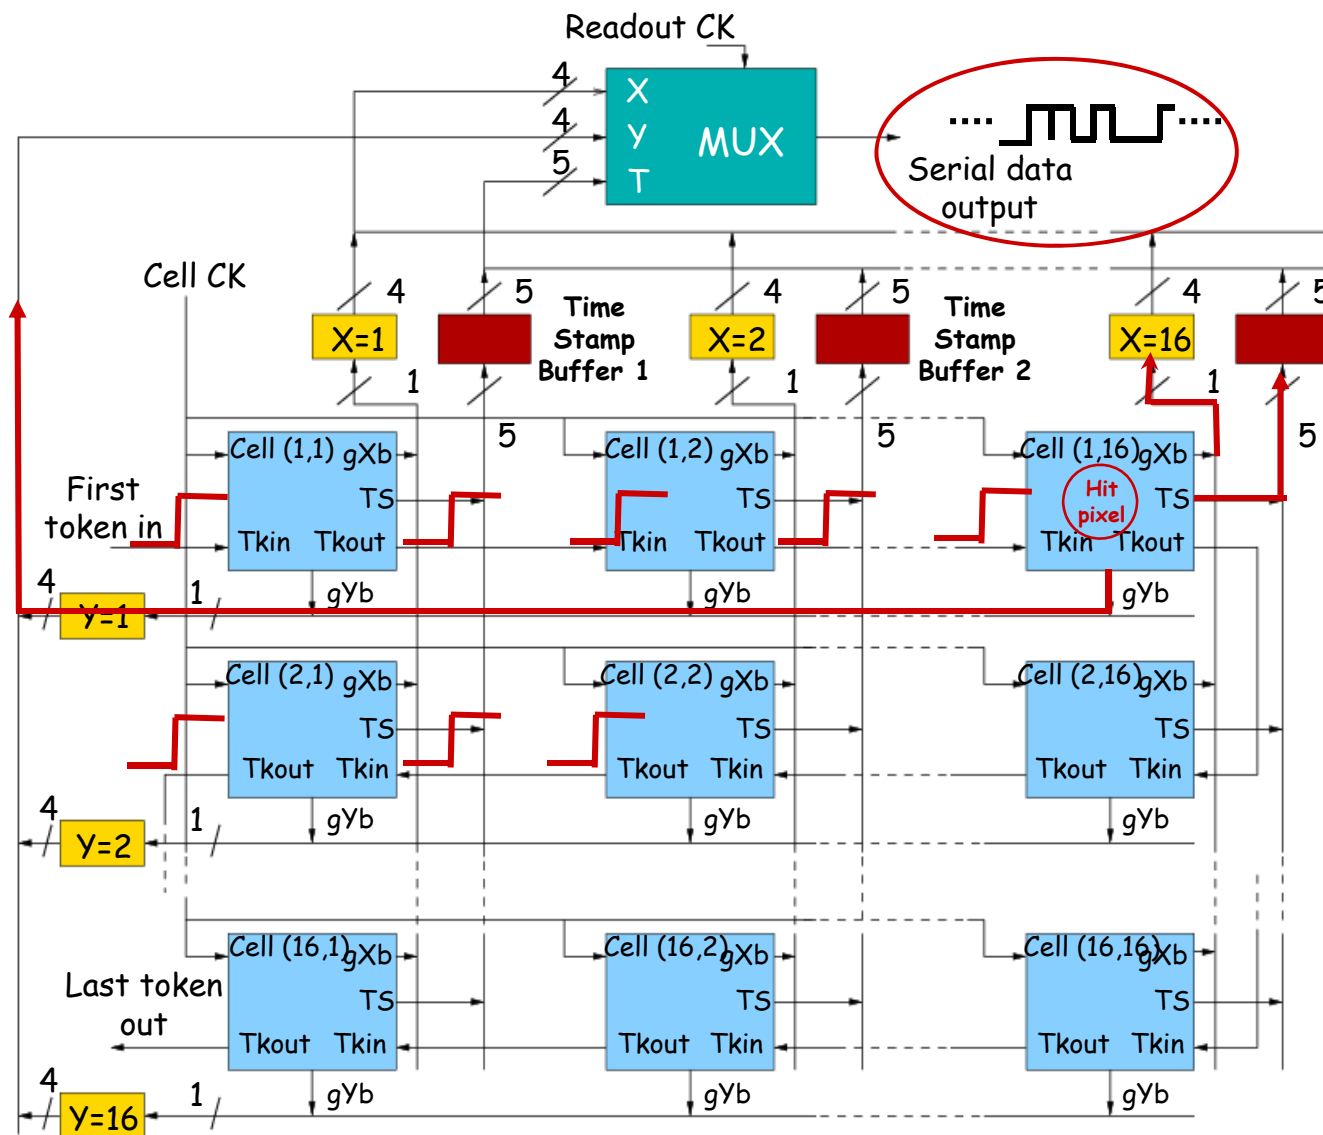 Readout CK
4
X
4
Y
MUX
5
T
Serial data
output
Cell CK
4
5
Time
Stamp
Buffer 1
4
5
Time
Stamp
Buffer 2
4
5
X=1
X=2
X=16
1
1
1
5
5
5
Cell (1,1)
gXb
TS
Tkin
Tkout
gYb
Cell (1,2)
gXb
TS
Tkin
Tkout
gYb
Cell (1,16)
gXb
Hit
pixel
TS
Tkin
Tkout
gYb
First
token in
4
Y=1
1
Cell (2,1)
gXb
TS
Tkout
Tkin
gYb
Cell (2,2)
gXb
TS
Tkout
Tkin
gYb
Cell (2,16)
gXb
TS
Tkout
Tkin
gYb
4
Y=2
1
Cell (16,1)
gXb
TS
Tkout
Tkin
gYb
Cell (16,2)
gXb
TS
Tkout
Tkin
gYb
Cell (16,16)
gXb
TS
Tkout
Tkin
gYb
Last token
out
4
Y=16
1